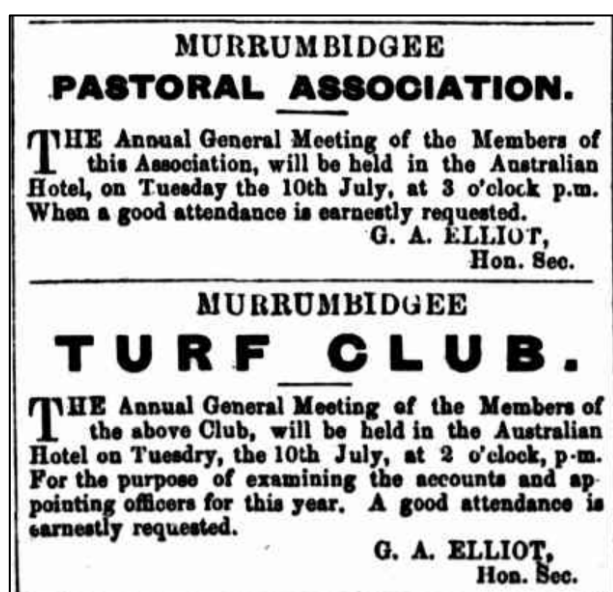 MURRUMBIDGEE
PASTORAL ASSOCIATION.
THE Annual General Meeting of the Members of
this Association, will be held in the Australian
Hotel, on Tuesday the 10th July, at 3 o'clock p.m.
When a good attendance is earnestly requested.
G. A. ELLIOT,
Hon. Sec.
MURRUMBIDGEE
TURF CLUB.
THE Annual General Meeting of the Members of
the above Club, will be held in the Australian
Hotel on Tuesdry, the 10th July, at 2 o'clock, p.m.
For the purpose of examining the accounts and ap-
pointing officers for this year. A good attendance is
earnestly requested.
G. A. ELLIOT,
Hon. Sec.